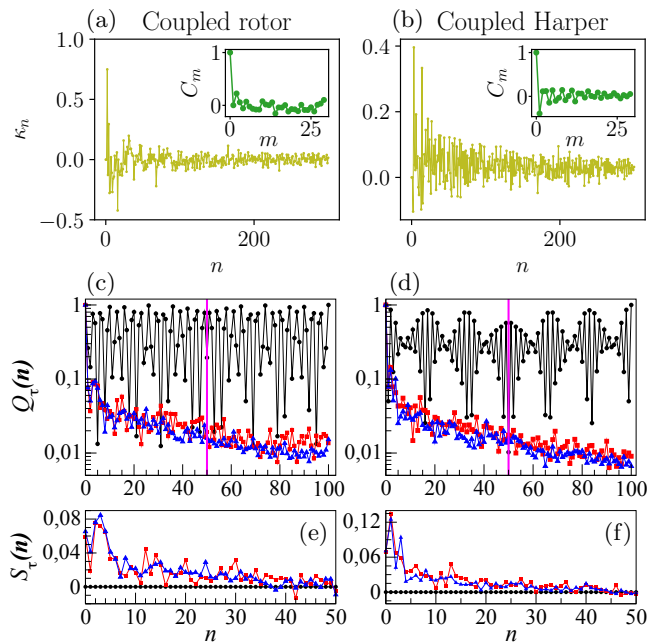 (a) Coupled rotor
(b) Coupled Harper
1.0
0.5
0.0
−0.5
κn
0 200
n
1
0
Cm
0 25
m
0.4
0.2
0.0
0 200
n
1
0
Cm
0 25
m
(c)
(d)
1
0,1
0,01
Qτ(n)
0 20 40 60 80 100
1
0,1
0,01
0 20 40 60 80 100
0,08
0,04
0
Sτ(n)
(e)
0 10 20 30 40 50
n
0,12
0,06
0
(f)
0 10 20 30 40 50
n